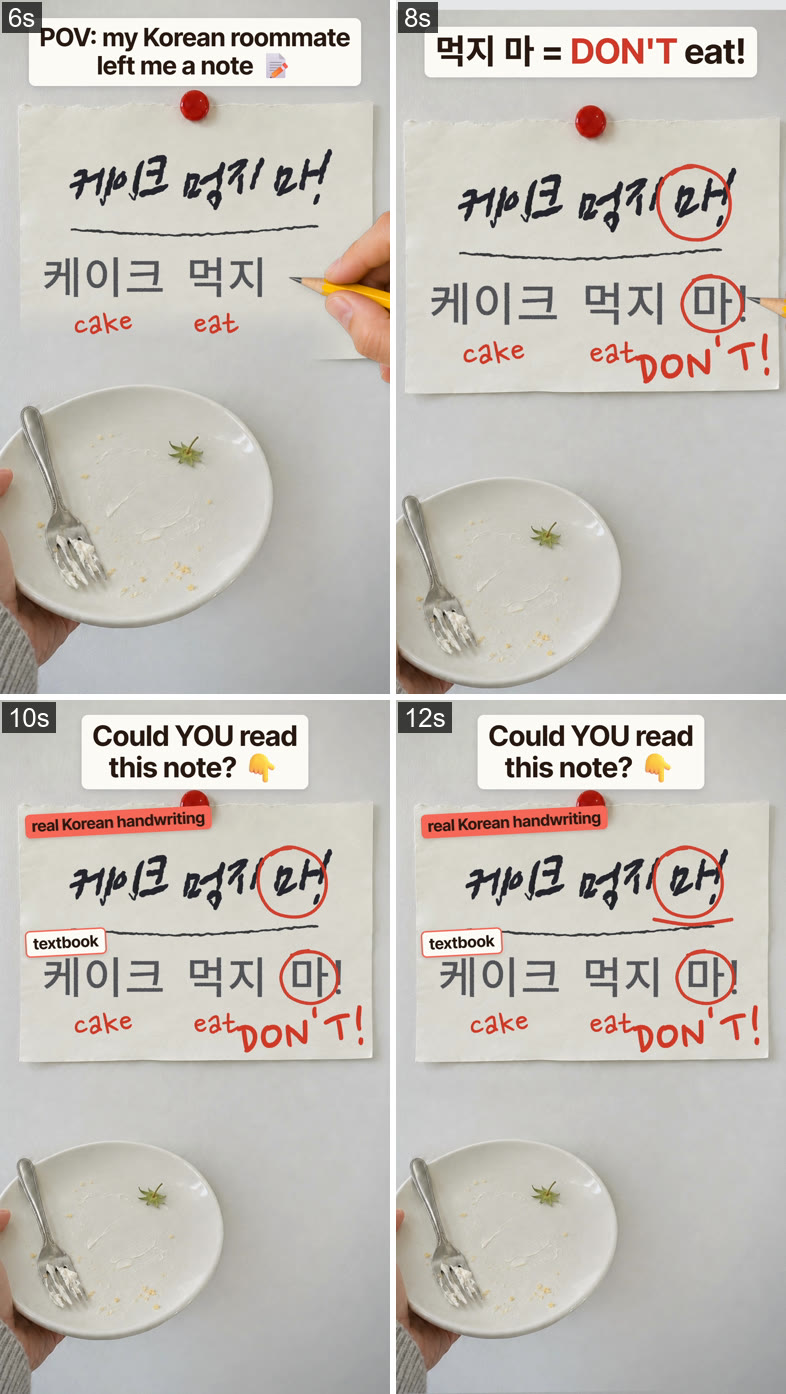 6s
POV: my Korean roommate
left me a note 📝
케이크 먹지 마!
케이크 먹지
cake eat
8s
먹지 마 = DON'T eat!
케이크 먹지 마!
케이크 먹지 마!
cake eat DON'T!
10s
Could YOU read
this note? 👇
real Korean handwriting
케이크 먹지 마!
textbook
케이크 먹지 마!
cake eat DON'T!
12s
Could YOU read
this note? 👇
real Korean handwriting
케이크 먹지 마!
textbook
케이크 먹지 마!
cake eat DON'T!